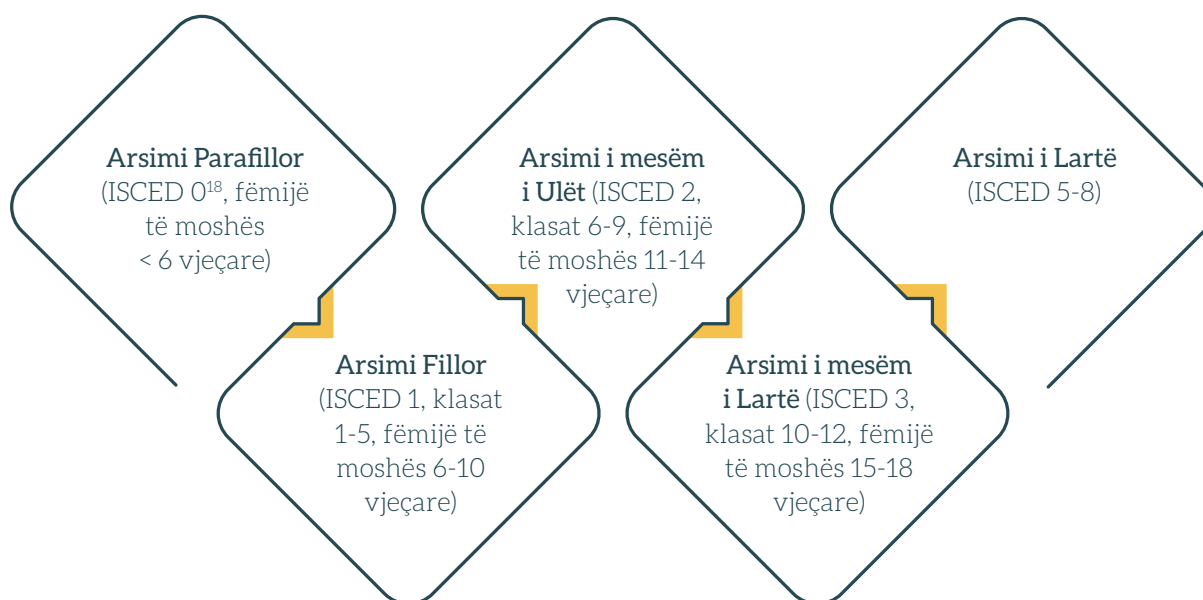 Arsimi Parafillor
(ISCED 0¹⁸, fëmijë
të moshës
< 6 vjeçare)
Arsimi Fillor
(ISCED 1, klasat
1-5, fëmijë të
moshës 6-10
vjeçare)
Arsimi i mesëm
i Ulët (ISCED 2,
klasat 6-9, fëmijë
të moshës 11-14
vjeçare)
Arsimi i mesëm
i Lartë (ISCED 3,
klasat 10-12, fëmijë
të moshës 15-18
vjeçare)
Arsimi i Lartë
(ISCED 5-8)